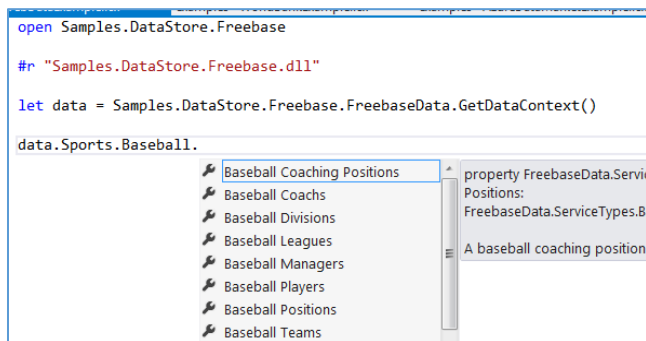 open Samples.DataStore.Freebase
#r "Samples.DataStore.Freebase.dll"
let data = Samples.DataStore.Freebase.FreebaseData.GetDataContext()
data.Sports.Baseball.
Baseball Coaching Positions
Baseball Coachs
Baseball Divisions
Baseball Leagues
Baseball Managers
Baseball Players
Baseball Positions
Baseball Teams
property FreebaseData.Servic
Positions:
FreebaseData.ServiceTypes.B
A baseball coaching position